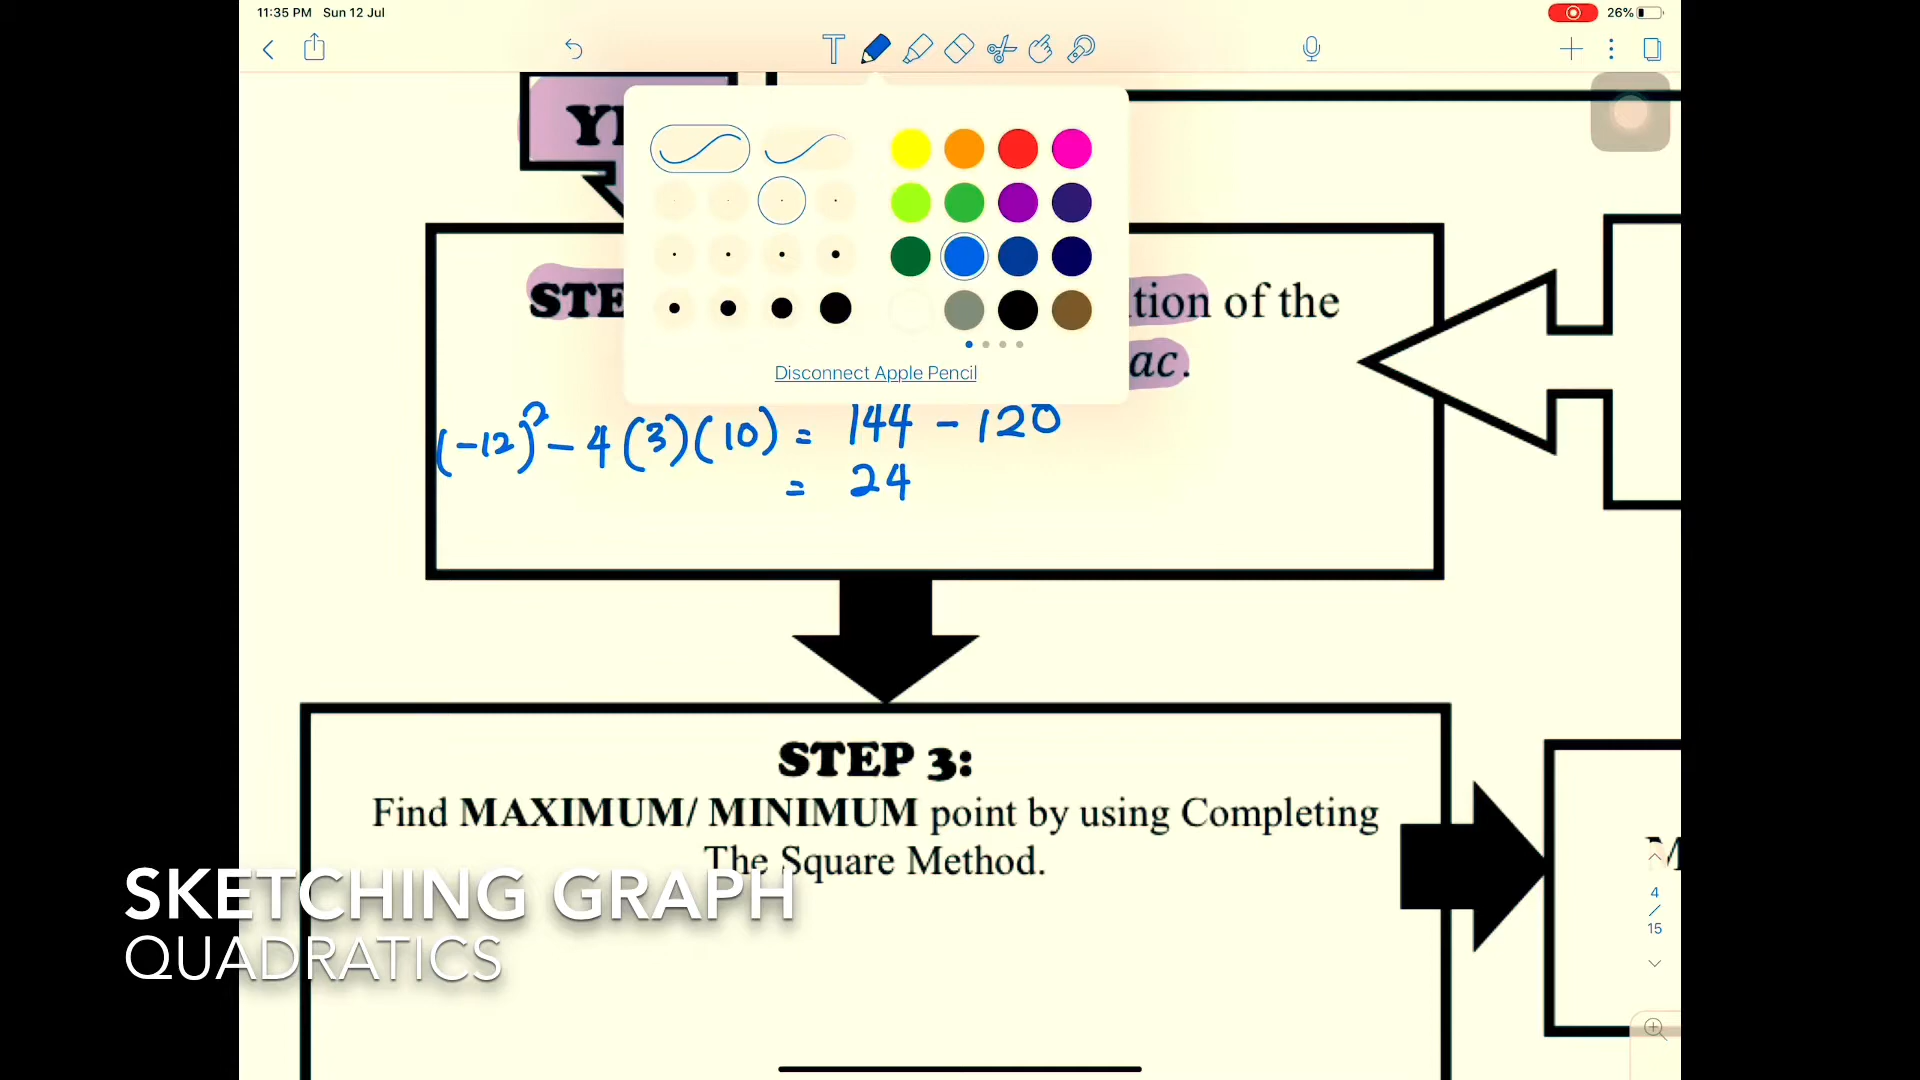 11:35 PM Sun 12 Jul
26%
T
STE
tion of the
ac.
Disconnect Apple Pencil
(-12)² - 4(3)(10) = 144 - 120
= 24
STEP 3:
Find MAXIMUM/ MINIMUM point by using Completing
The Square Method.
SKETCHING GRAPH
QUADRATICS
M
4
/
15